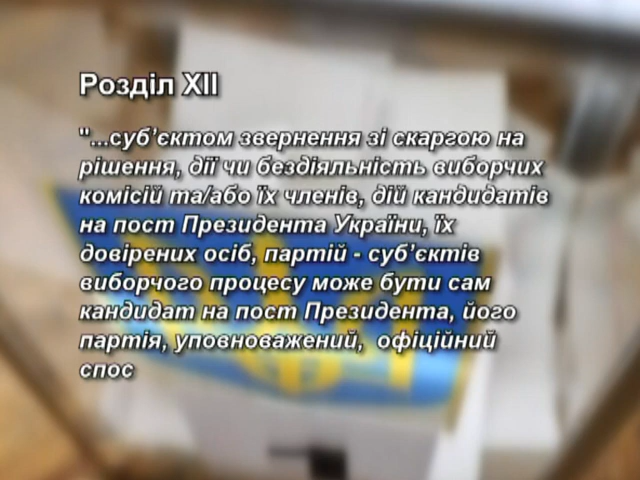 Розділ XII
"...суб’єктом звернення зі скаргою на
рішення, дії чи бездіяльність виборчих
комісій та/або їх членів, дій кандидатів
на пост Президента України, їх
довірених осіб, партій - суб’єктів
виборчого процесу може бути сам
кандидат на пост Президента, його
партія, уповноважений, офіційний
спос